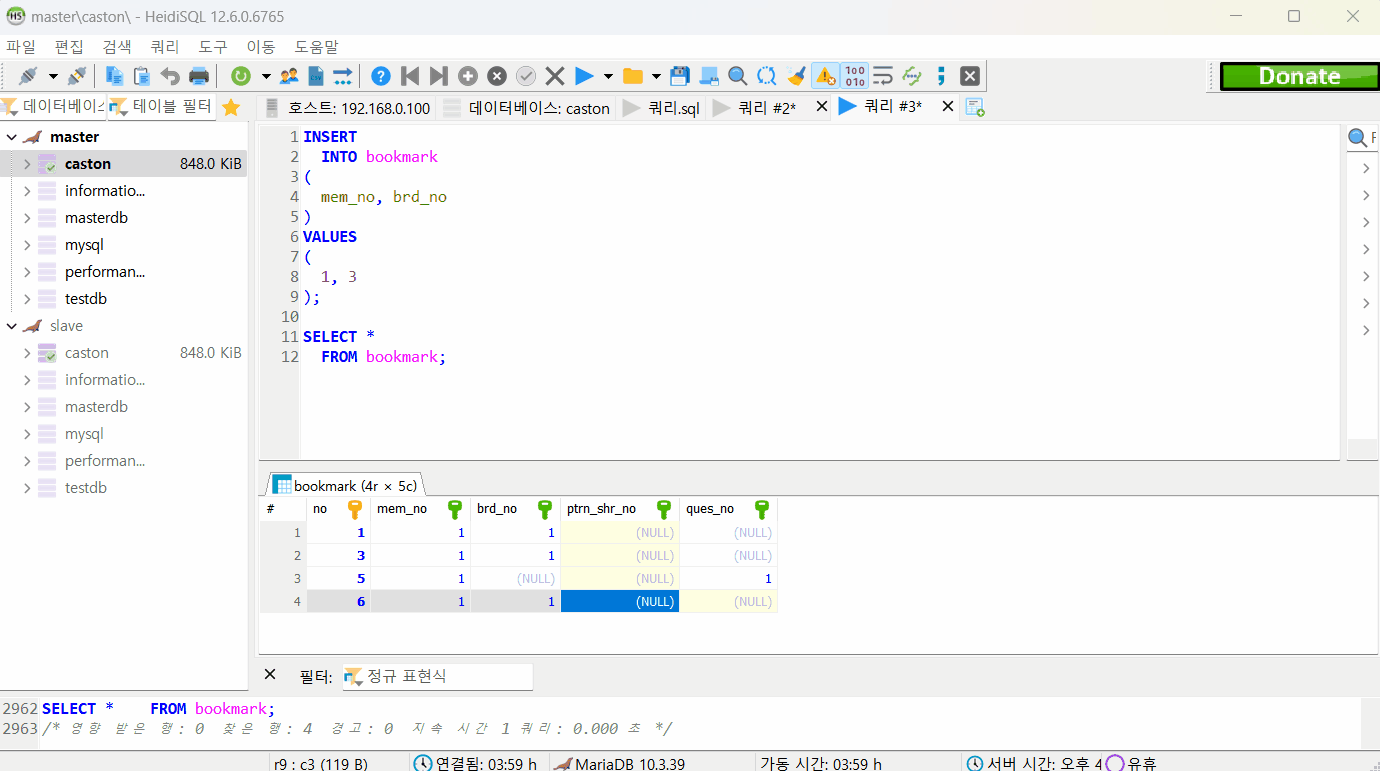 master\caston\ - HeidiSQL 12.6.0.6765
파일 편집 검색 쿼리 도구 이동 도움말
Donate
데이터베이스 테이블 필터
호스트: 192.168.0.100 데이터베이스: caston 쿼리.sql 쿼리 #2* 쿼리 #3*
master
caston 848.0 KiB
informatio...
masterdb
mysql
performan...
testdb
slave
caston 848.0 KiB
informatio...
masterdb
mysql
performan...
testdb
1 INSERT
2 INTO bookmark
3 (
4 mem_no, brd_no
5 )
6 VALUES
7 (
8 1, 3
9 );
10
11 SELECT *
12 FROM bookmark;
bookmark (4r × 5c)
# no mem_no brd_no ptrn_shr_no ques_no
1 1 1 1 (NULL) (NULL)
2 3 1 1 (NULL) (NULL)
3 5 1 (NULL) (NULL) 1
4 6 1 1 (NULL) (NULL)
필터: 정규 표현식
2962 SELECT * FROM bookmark;
2963 /* 영향 받은 행: 0 찾은 행: 4 경고: 0 지속 시간 1 쿼리: 0.000 초 */
r9 : c3 (119 B) 연결됨: 03:59 h MariaDB 10.3.39 가동 시간: 03:59 h 서버 시간: 오후 4 유휴